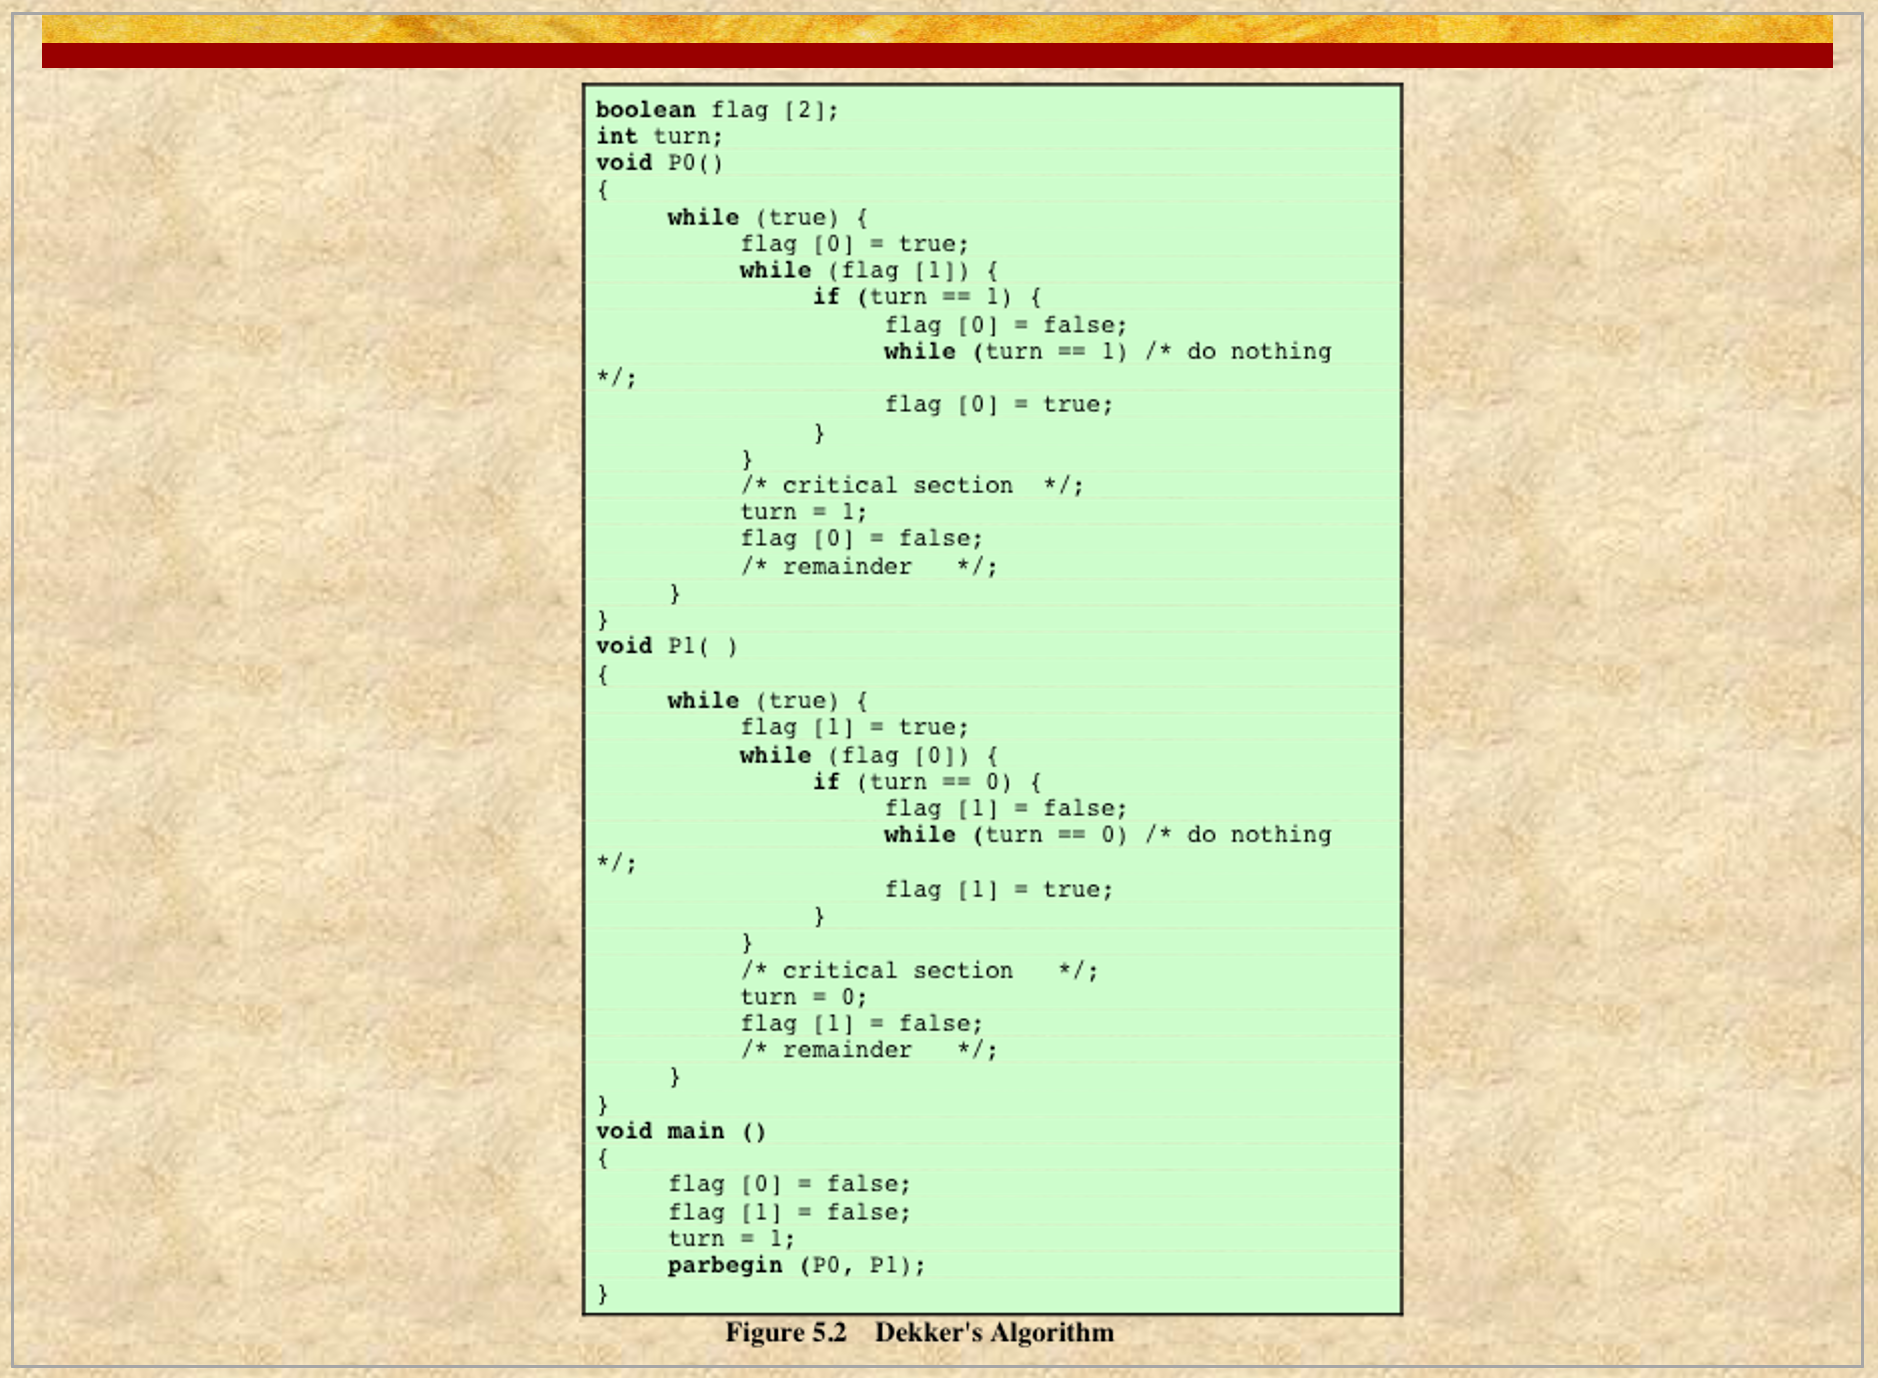 boolean flag [2];
int turn;
void P0()
{
     while (true) {
          flag [0] = true;
          while (flag [1]) {
               if (turn == 1) {
                    flag [0] = false;
                    while (turn == 1) /* do nothing
*/;
                    flag [0] = true;
               }
          }
          /* critical section  */;
          turn = 1;
          flag [0] = false;
          /* remainder   */;
     }
}
void P1( )
{
     while (true) {
          flag [1] = true;
          while (flag [0]) {
               if (turn == 0) {
                    flag [1] = false;
                    while (turn == 0) /* do nothing
*/;
                    flag [1] = true;
               }
          }
          /* critical section   */;
          turn = 0;
          flag [1] = false;
          /* remainder   */;
     }
}
void main ()
{
     flag [0] = false;
     flag [1] = false;
     turn = 1;
     parbegin (P0, P1);
}
Figure 5.2   Dekker's Algorithm